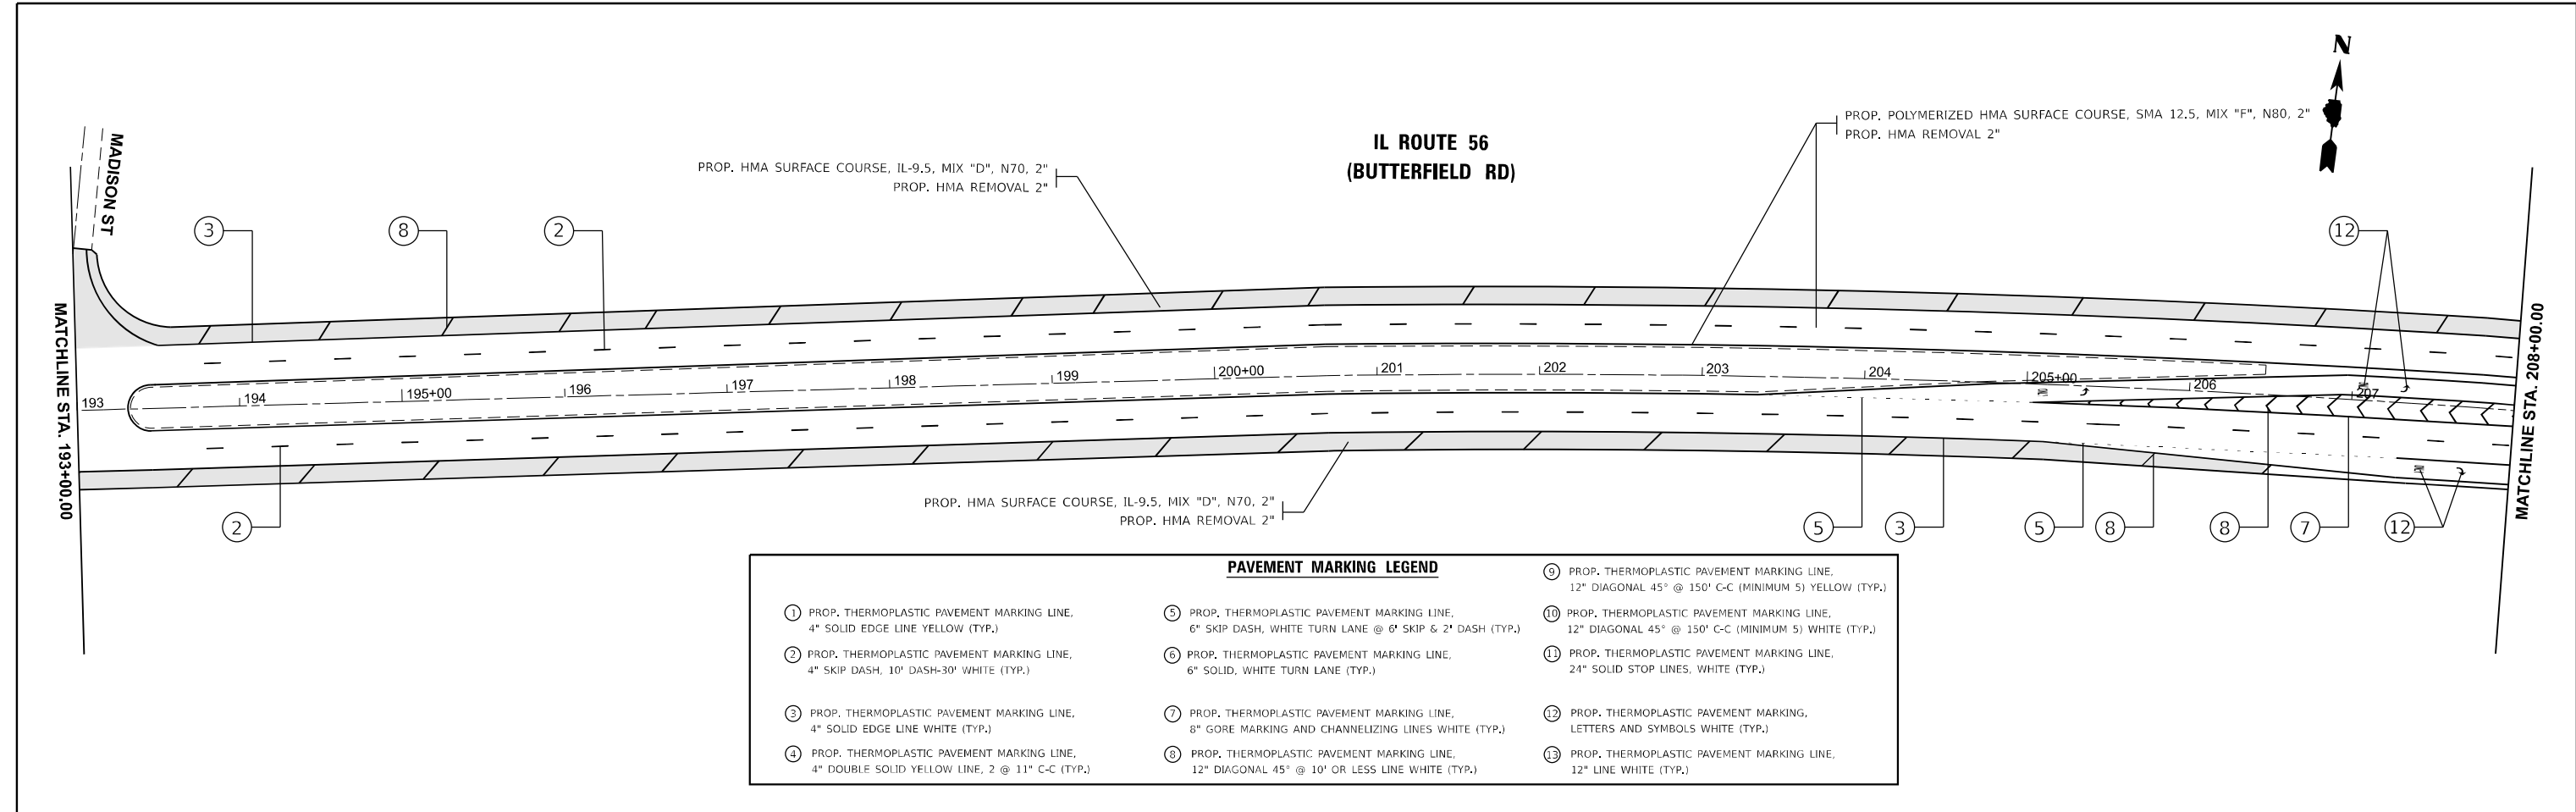 N
IL ROUTE 56
(BUTTERFIELD RD)
PROP. POLYMERIZED HMA SURFACE COURSE, SMA 12.5, MIX "F", N80, 2"
PROP. HMA REMOVAL 2"
PROP. HMA SURFACE COURSE, IL-9.5, MIX "D", N70, 2"
PROP. HMA REMOVAL 2"
MADISON ST
3
8
2
12
MATCHLINE STA. 193+00.00
MATCHLINE STA. 208+00.00
193
194
195+00
196
197
198
199
200+00
201
202
203
204
205+00
206
207
PROP. HMA SURFACE COURSE, IL-9.5, MIX "D", N70, 2"
PROP. HMA REMOVAL 2"
2
5
3
5
8
8
7
12
PAVEMENT MARKING LEGEND
1 PROP. THERMOPLASTIC PAVEMENT MARKING LINE,
4" SOLID EDGE LINE YELLOW (TYP.)
2 PROP. THERMOPLASTIC PAVEMENT MARKING LINE,
4" SKIP DASH, 10' DASH-30' WHITE (TYP.)
3 PROP. THERMOPLASTIC PAVEMENT MARKING LINE,
4" SOLID EDGE LINE WHITE (TYP.)
4 PROP. THERMOPLASTIC PAVEMENT MARKING LINE,
4" DOUBLE SOLID YELLOW LINE, 2 @ 11" C-C (TYP.)
5 PROP. THERMOPLASTIC PAVEMENT MARKING LINE,
6" SKIP DASH, WHITE TURN LANE @ 6' SKIP & 2' DASH (TYP.)
6 PROP. THERMOPLASTIC PAVEMENT MARKING LINE,
6" SOLID, WHITE TURN LANE (TYP.)
7 PROP. THERMOPLASTIC PAVEMENT MARKING LINE,
8" GORE MARKING AND CHANNELIZING LINES WHITE (TYP.)
8 PROP. THERMOPLASTIC PAVEMENT MARKING LINE,
12" DIAGONAL 45° @ 10' OR LESS LINE WHITE (TYP.)
9 PROP. THERMOPLASTIC PAVEMENT MARKING LINE,
12" DIAGONAL 45° @ 150' C-C (MINIMUM 5) YELLOW (TYP.)
10 PROP. THERMOPLASTIC PAVEMENT MARKING LINE,
12" DIAGONAL 45° @ 150' C-C (MINIMUM 5) WHITE (TYP.)
11 PROP. THERMOPLASTIC PAVEMENT MARKING LINE,
24" SOLID STOP LINES, WHITE (TYP.)
12 PROP. THERMOPLASTIC PAVEMENT MARKING,
LETTERS AND SYMBOLS WHITE (TYP.)
13 PROP. THERMOPLASTIC PAVEMENT MARKING LINE,
12" LINE WHITE (TYP.)